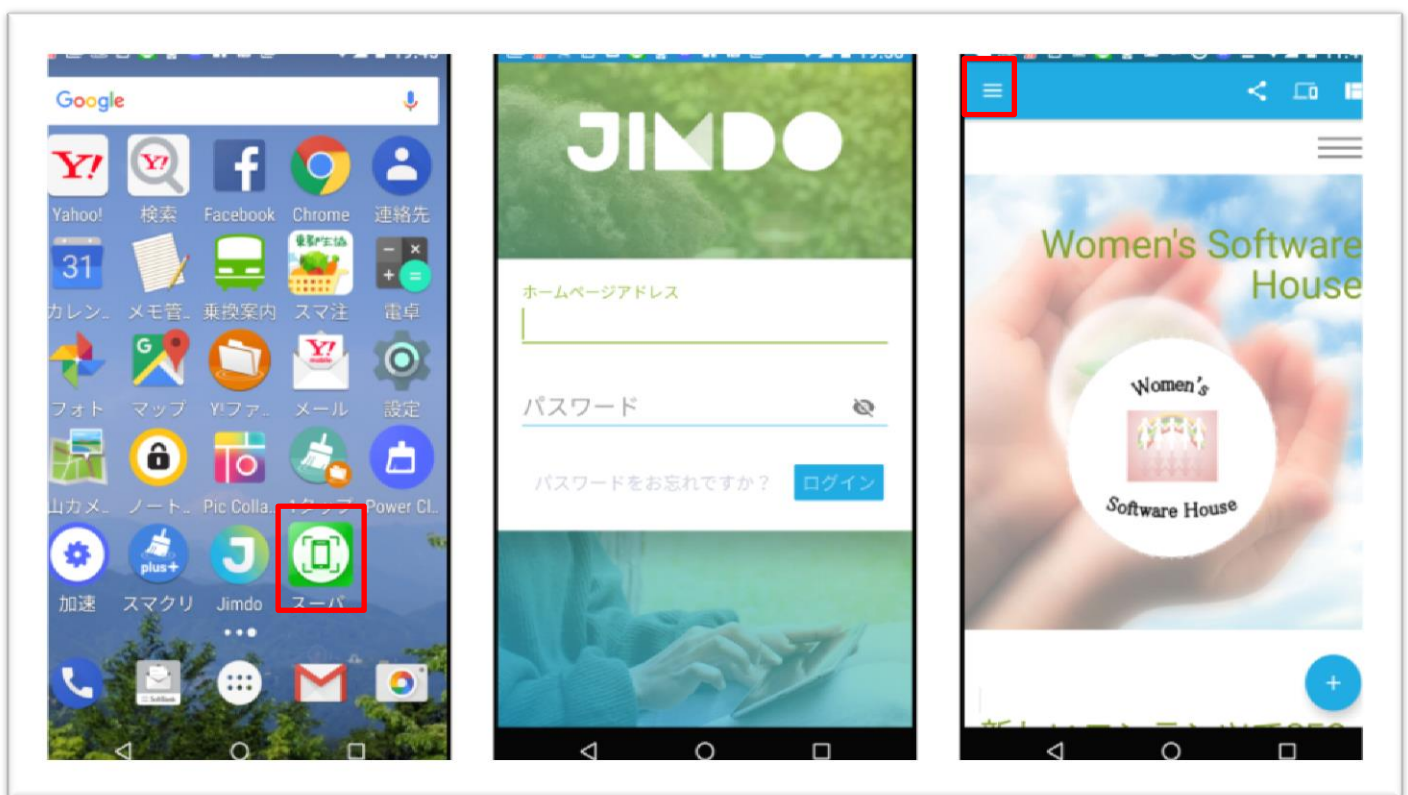 Google
Yahoo!
検索
Facebook
Chrome
連絡先
31
カレン..
メモ管..
乗換案内
スマ注
電卓
フォト
マップ
Y!ファ..
メール
設定
山カメ..
ノート..
Pic Colla..
1タップ
Power Cl..
plus+
加速
スマクリ
Jimdo
スーパ
JIMDO
ホームページアドレス
パスワード
パスワードをお忘れですか？
ログイン
Women's Software
House
Women's
Software House